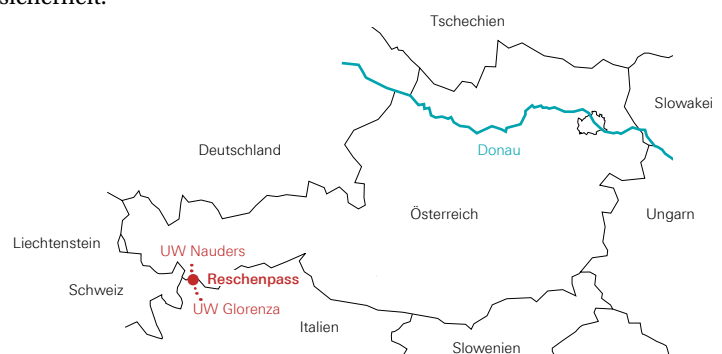 sicherheit.
Tschechien
Slowakei
Deutschland
Donau
Österreich
Ungarn
Liechtenstein
UW Nauders
Reschenpass
Schweiz
UW Glorenza
Italien
Slowenien